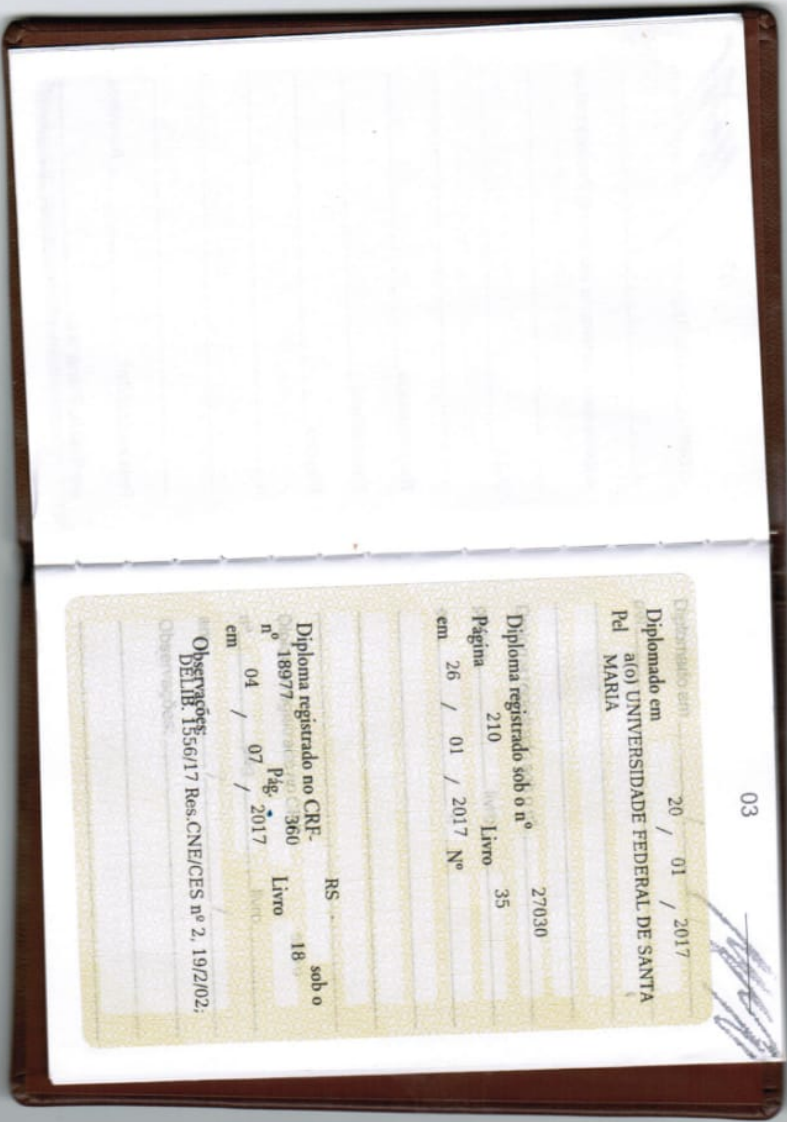 03
Diplomado em 20 / 01 / 2017
Pel a(o) UNIVERSIDADE FEDERAL DE SANTA
MARIA
Diploma registrado sob o nº 27030
Página 210 Livro 35
em 26 / 01 / 2017 Nº
Diploma registrado no CRF- RS sob o
nº 18977 Pág. 360 Livro 18
em 04 / 07 / 2017
Observações:
DELIB. 1556/17 Res.CNE/CES nº 2, 19/2/02;